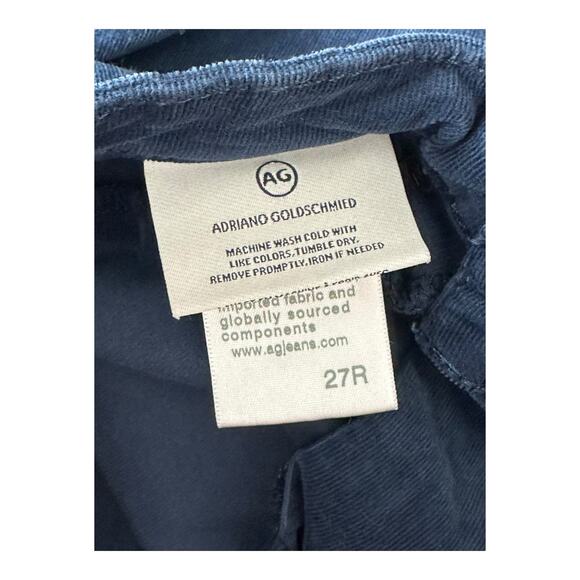 AG
ADRIANO GOLDSCHMIED
MACHINE WASH COLD WITH
LIKE COLORS. TUMBLE DRY.
REMOVE PROMPTLY. IRON IF NEEDED
imported fabric and
globally sourced
components
www.agjeans.com
27R